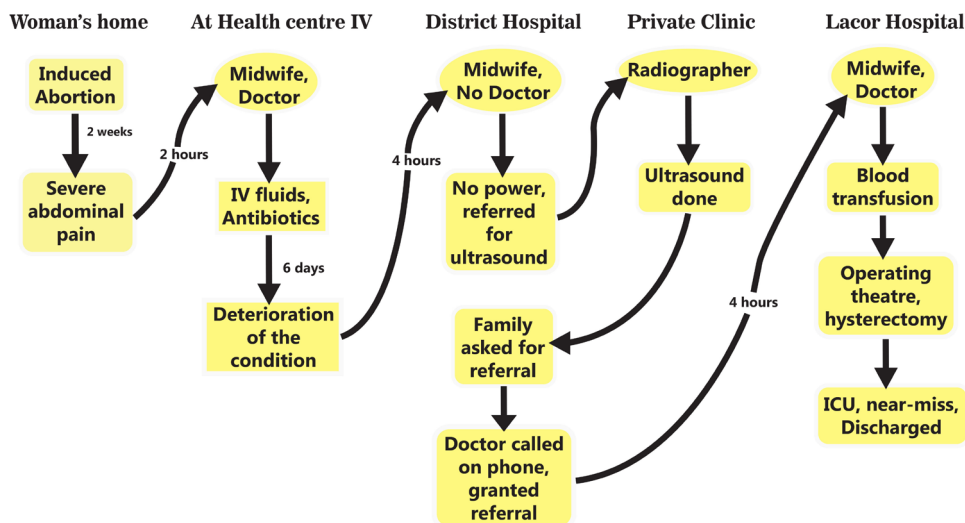 Woman's home
At Health centre IV
District Hospital
Private Clinic
Lacor Hospital
Induced
Abortion
2 weeks
Severe
abdominal
pain
2 hours
Midwife,
Doctor
IV fluids,
Antibiotics
6 days
Deterioration
of the
condition
4 hours
Midwife,
No Doctor
No power,
referred
for
ultrasound
Radiographer
Ultrasound
done
Family
asked for
referral
Doctor called
on phone,
granted
referral
4 hours
Midwife,
Doctor
Blood
transfusion
Operating
theatre,
hysterectomy
ICU, near-miss,
Discharged